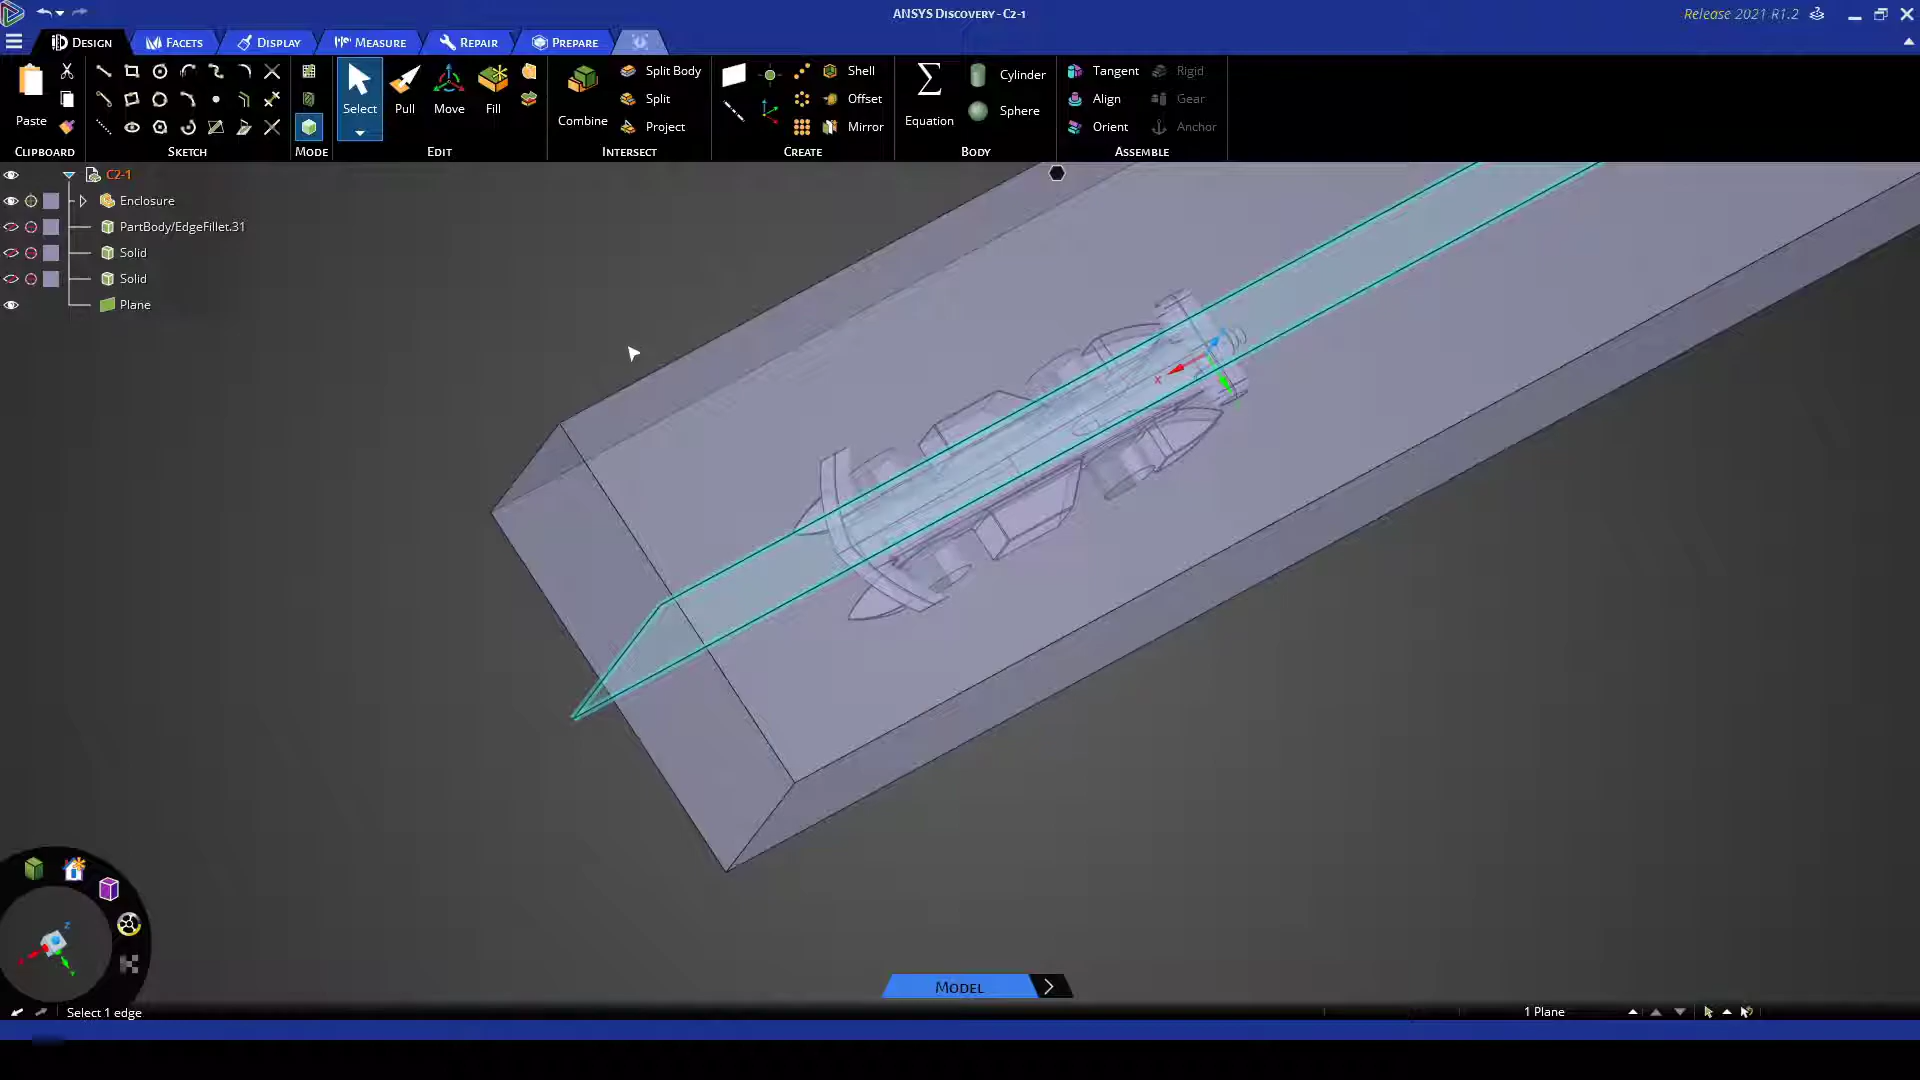 ANSYS DISCOVERY - C2-1
Release 2021 R1.2
DESIGN
FACETS
DISPLAY
MEASURE
REPAIR
PREPARE
Paste
Select
Pull
Move
Fill
Combine
Split Body
Split
Project
Shell
Offset
Mirror
Equation
Cylinder
Sphere
Tangent
Align
Orient
Rigid
Gear
Anchor
CLIPBOARD
SKETCH
MODE
EDIT
INTERSECT
CREATE
BODY
ASSEMBLE
C2-1
Enclosure
PartBody/EdgeFillet.31
Solid
Solid
Plane
X
Z
MODEL
Select 1 edge
1 Plane